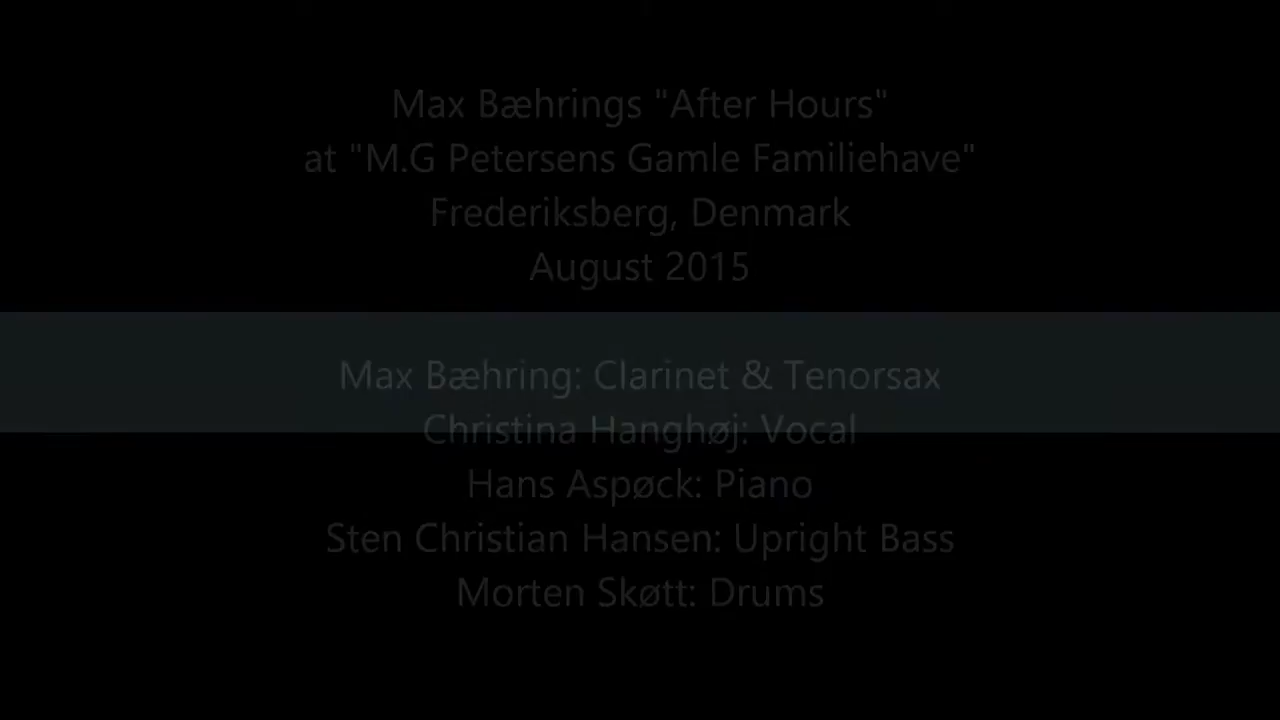 Max Bæhrings "After Hours"
at "M.G Petersens Gamle Familiehave"
Frederiksberg, Denmark
August 2015
Max Bæhring: Clarinet & Tenorsax
Christina Hanghøj: Vocal
Hans Aspøck: Piano
Sten Christian Hansen: Upright Bass
Morten Skøtt: Drums